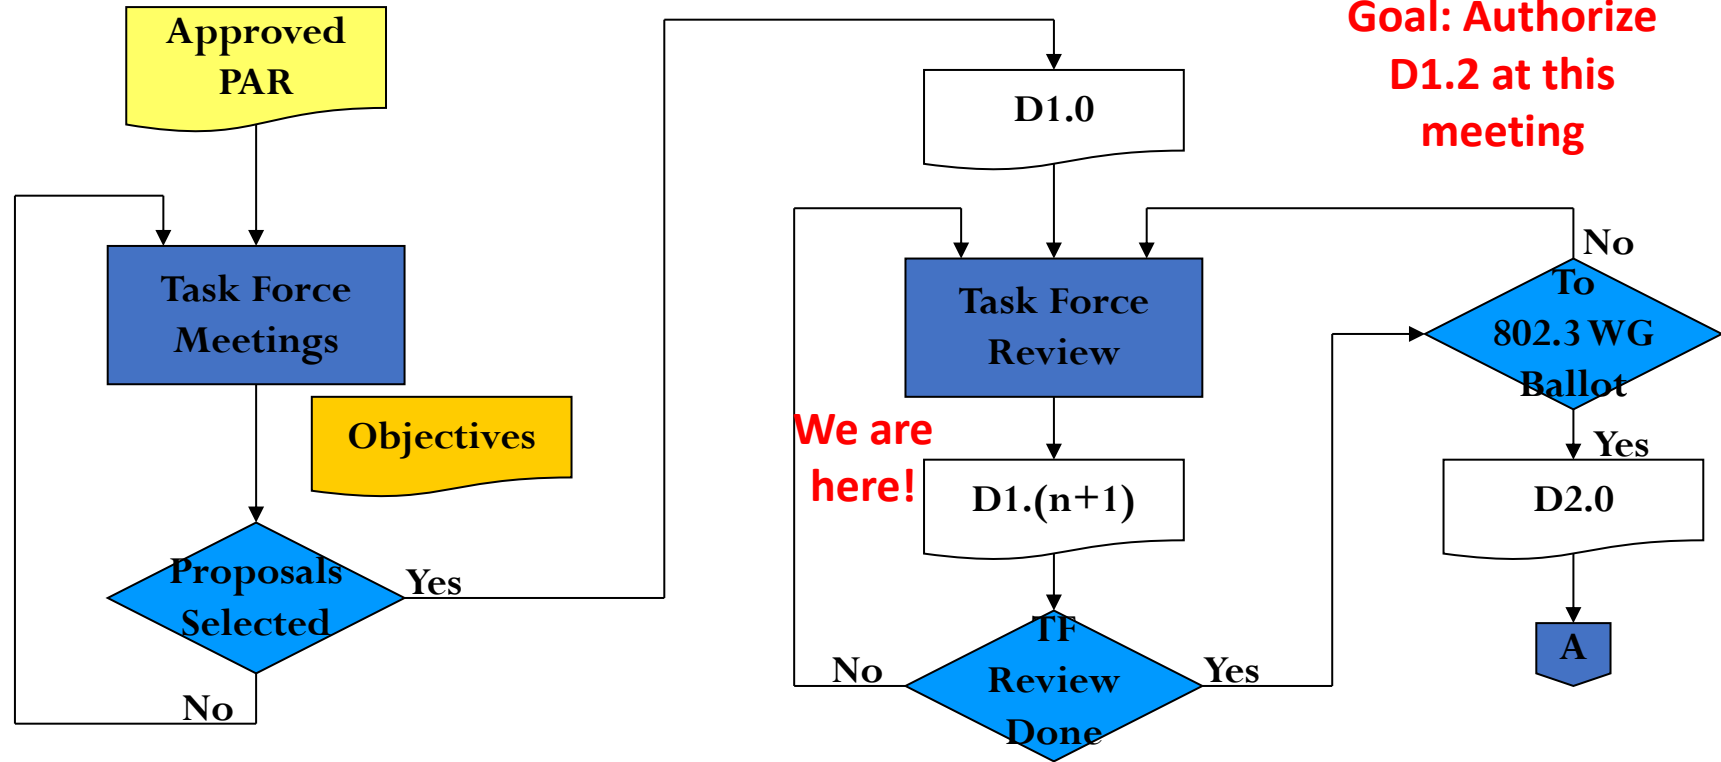 Approved
PAR
Task Force
Meetings
Objectives
Proposals
Selected
Yes
No
D1.0
Task Force
Review
We are
here!
D1.(n+1)
TF
Review
Done
No
Yes
Goal: Authorize
D1.2 at this
meeting
No
To
802.3 WG
Ballot
Yes
D2.0
A